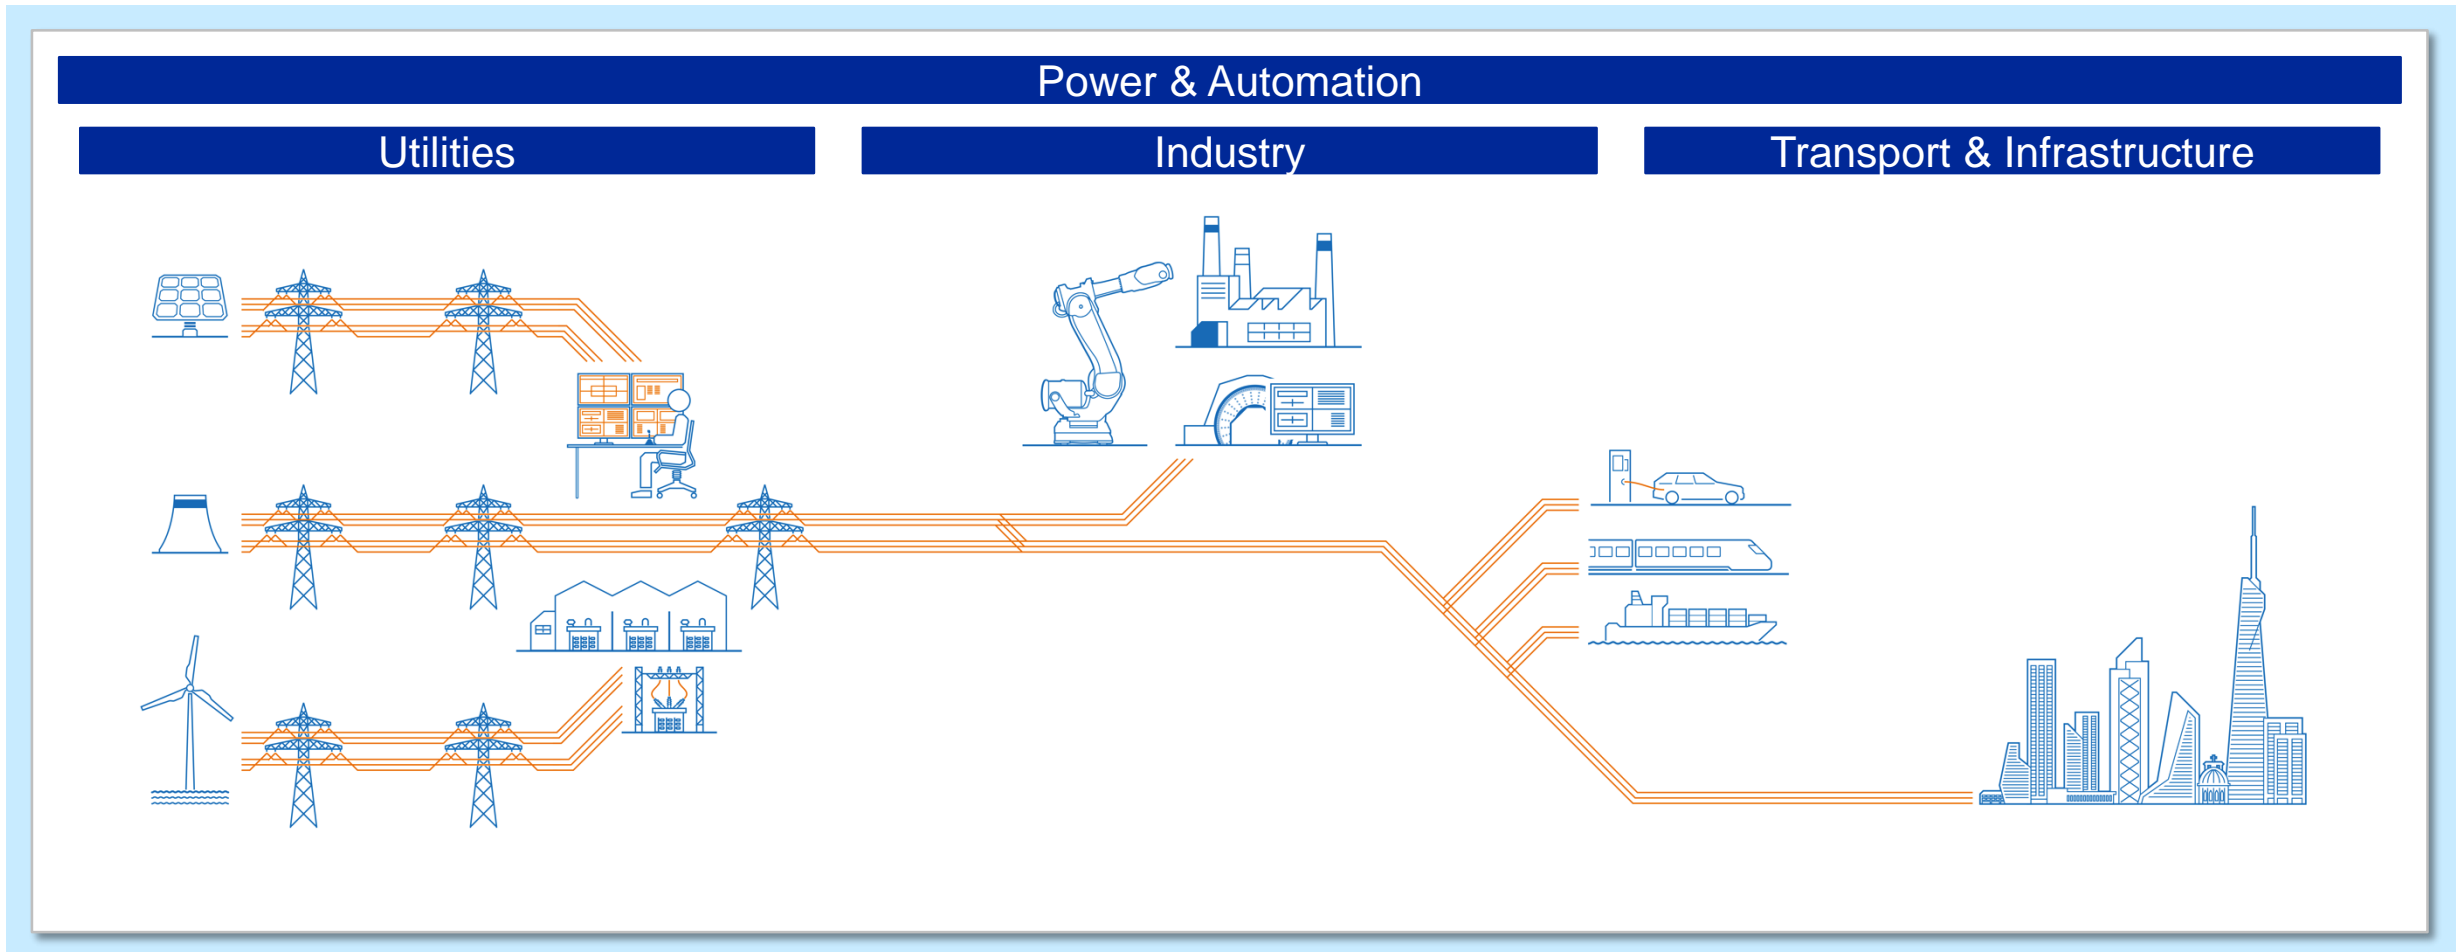 Power & Automation
Utilities
Industry
Transport & Infrastructure